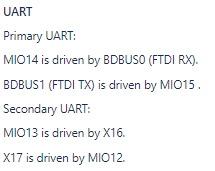 UART
Primary UART:
MIO14 is driven by BDBUS0 (FTDI RX).
BDBUS1 (FTDI TX) is driven by MIO15 .
Secondary UART:
MIO13 is driven by X16.
X17 is driven by MIO12.